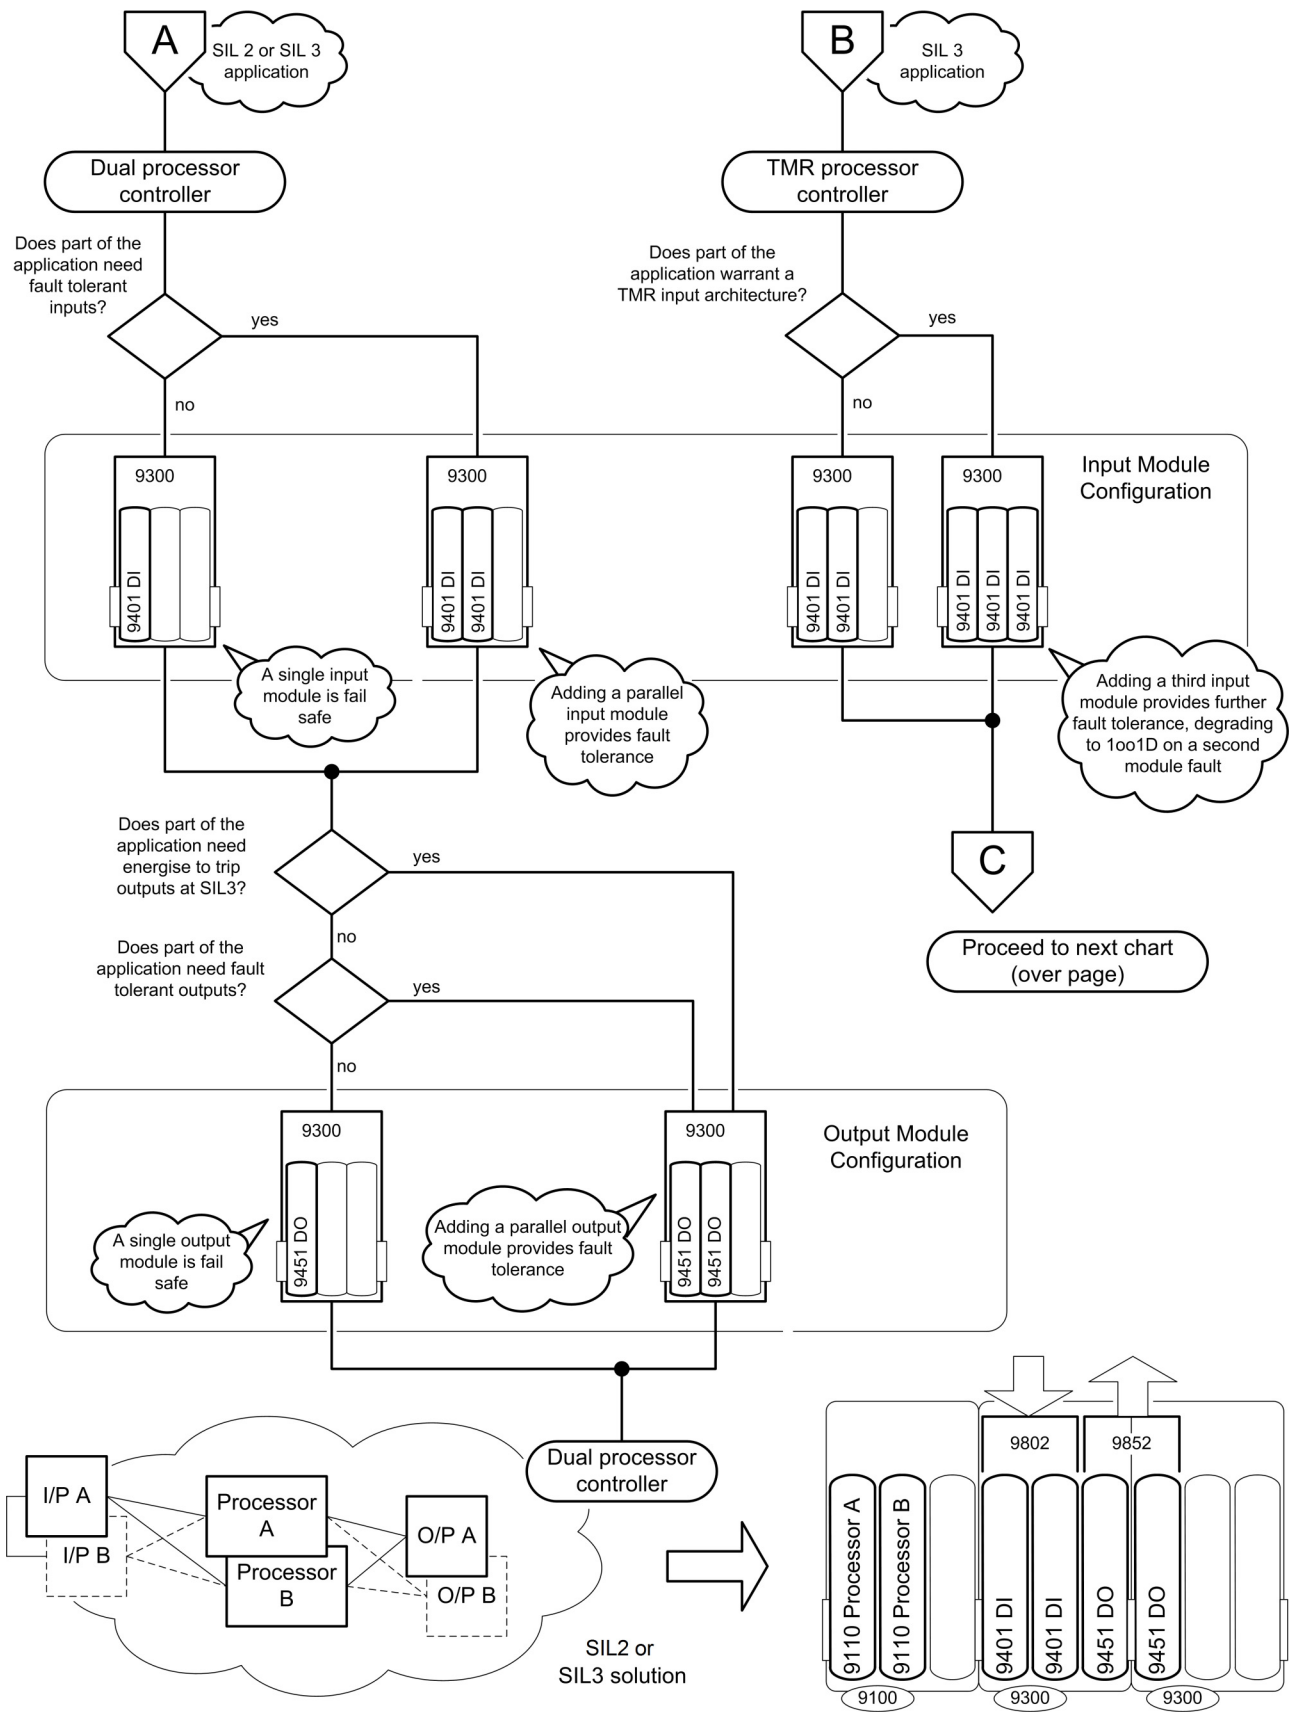 A
SIL 2 or SIL 3
application
B
SIL 3
application
Dual processor
controller
TMR processor
controller
Does part of the
application need
fault tolerant
inputs?
yes
no
Does part of the
application warrant a
TMR input architecture?
yes
no
Input Module
Configuration
9300
9401 DI
9300
9401 DI
9401 DI
9300
9401 DI
9401 DI
9300
9401 DI
9401 DI
9401 DI
A single input
module is fail
safe
Adding a parallel
input module
provides fault
tolerance
Adding a third input
module provides further
fault tolerance, degrading
to 1oo1D on a second
module fault
Does part of the
application need
energise to trip
outputs at SIL3?
yes
no
C
Proceed to next chart
(over page)
Does part of the
application need fault
tolerant outputs?
yes
no
Output Module
Configuration
9300
9451 DO
9300
9451 DO
9451 DO
A single output
module is fail
safe
Adding a parallel output
module provides fault
tolerance
Dual processor
controller
I/P A
I/P B
Processor
A
Processor
B
O/P A
O/P B
SIL2 or
SIL3 solution
9802
9852
9110 Processor A
9110 Processor B
9401 DI
9401 DI
9451 DO
9451 DO
9100
9300
9300